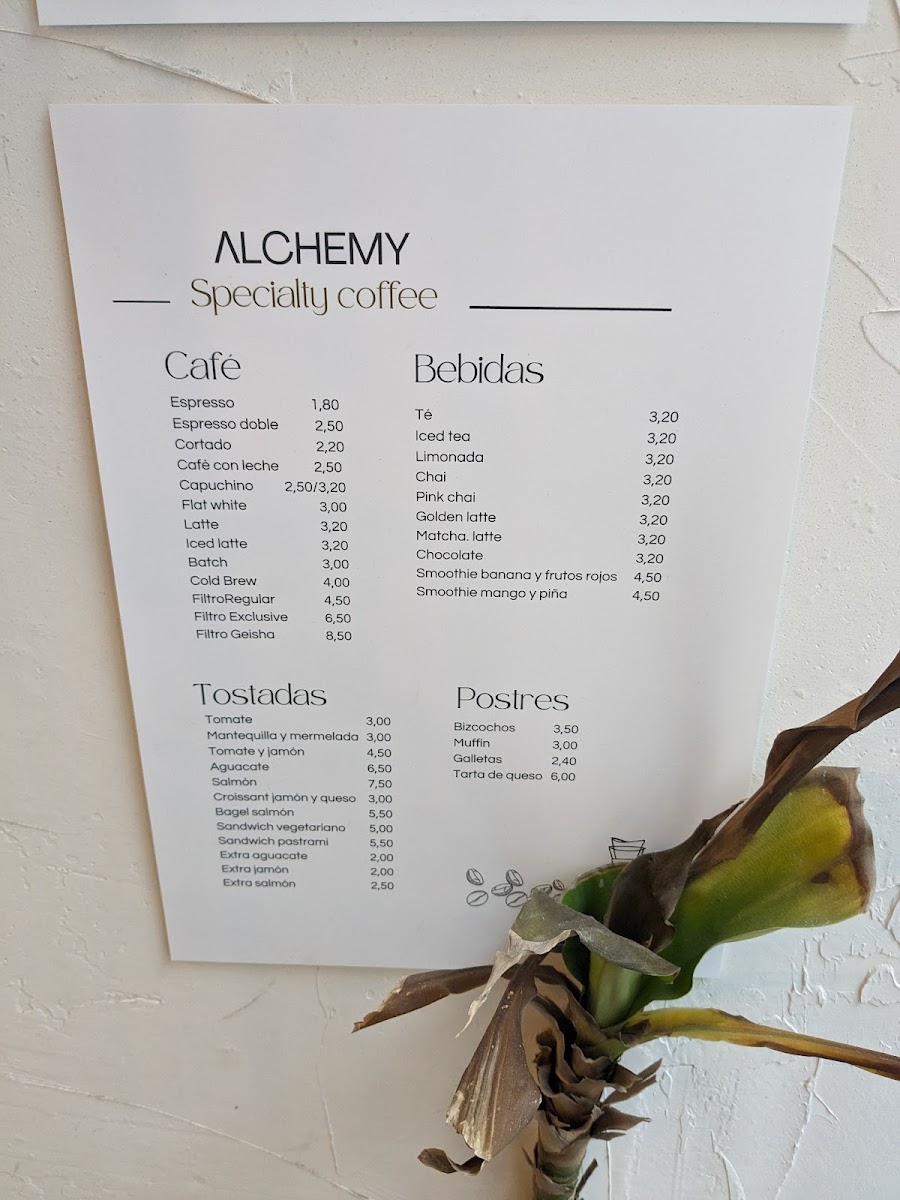 ALCHEMY
Specialty coffee
Café
Espresso 1,80
Espresso doble 2,50
Cortado 2,20
Café con leche 2,50
Capuchino 2,50/3,20
Flat white 3,00
Latte 3,20
Iced latte 3,20
Batch 3,00
Cold Brew 4,00
FiltroRegular 4,50
Filtro Exclusive 6,50
Filtro Geisha 8,50
Bebidas
Té 3,20
Iced tea 3,20
Limonada 3,20
Chai 3,20
Pink chai 3,20
Golden latte 3,20
Matcha. latte 3,20
Chocolate 3,20
Smoothie banana y frutos rojos 4,50
Smoothie mango y piña 4,50
Tostadas
Tomate 3,00
Mantequilla y mermelada 3,00
Tomate y jamón 4,50
Aguacate 6,50
Salmón 7,50
Croissant jamón y queso 3,00
Bagel salmón 5,50
Sandwich vegetariano 5,00
Sandwich pastrami 5,50
Extra aguacate 2,00
Extra jamón 2,00
Extra salmón 2,50
Postres
Bizcochos 3,50
Muffin 3,00
Galletas 2,40
Tarta de queso 6,00